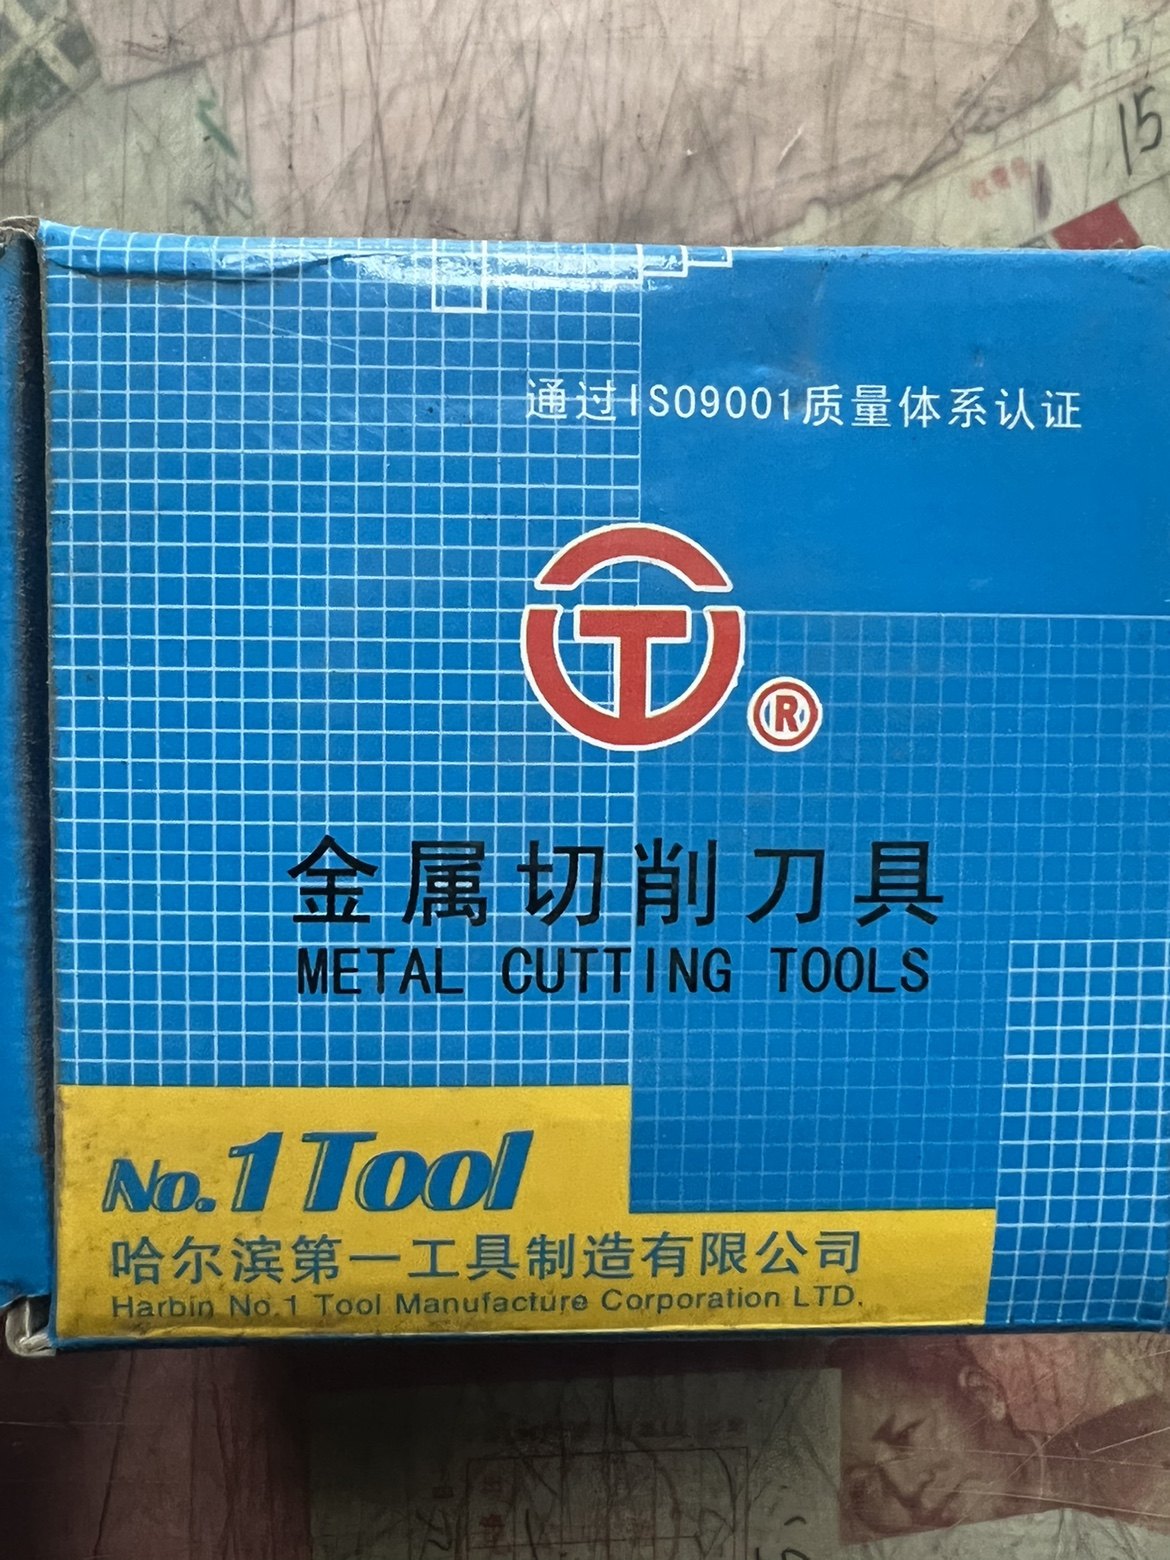 15
通过ISO9001质量体系认证
T
®
金属切削刀具
METAL CUTTING TOOLS
No.1 Tool
哈尔滨第一工具制造有限公司
Harbin No.1 Tool Manufacture Corporation LTD.